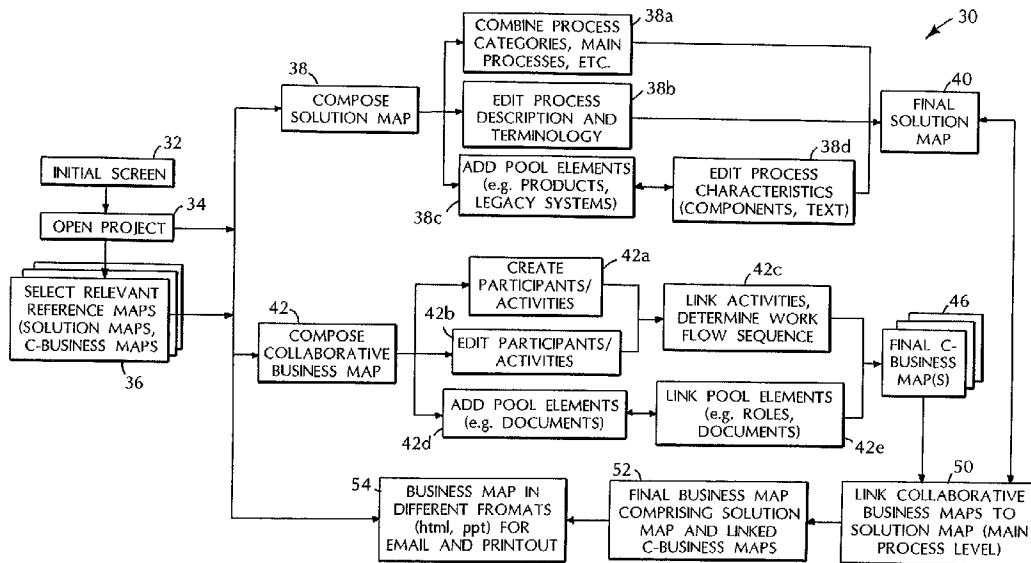 30
38a
COMBINE PROCESS
CATEGORIES, MAIN
PROCESSES, ETC.
38
COMPOSE
SOLUTION MAP
38b
EDIT PROCESS
DESCRIPTION AND
TERMINOLOGY
40
FINAL
SOLUTION
MAP
32
INITIAL SCREEN
38c
ADD POOL ELEMENTS
(e.g. PRODUCTS,
LEGACY SYSTEMS)
38d
EDIT PROCESS
CHARACTERISTICS
(COMPONENTS, TEXT)
34
OPEN PROJECT
SELECT RELEVANT
REFERENCE MAPS
(SOLUTION MAPS,
C-BUSINESS MAPS)
36
42
COMPOSE
COLLABORATIVE
BUSINESS MAP
42a
CREATE
PARTICIPANTS/
ACTIVITIES
42b
EDIT PARTICIPANTS/
ACTIVITIES
42c
LINK ACTIVITIES,
DETERMINE WORK
FLOW SEQUENCE
46
FINAL C-
BUSINESS
MAP(S)
ADD POOL ELEMENTS
(e.g. DOCUMENTS)
42d
LINK POOL ELEMENTS
(e.g. ROLES,
DOCUMENTS)
42e
54
BUSINESS MAP IN
DIFFERENT FROMATS
(html, ppt) FOR
EMAIL AND PRINTOUT
52
FINAL BUSINESS MAP
COMPRISING SOLUTION
MAP AND LINKED
C-BUSINESS MAPS
50
LINK COLLABORATIVE
BUSINESS MAPS TO
SOLUTION MAP (MAIN
PROCESS LEVEL)